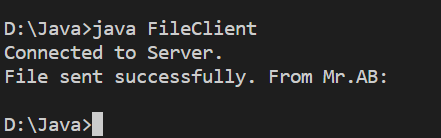 D:\Java>java FileClient
Connected to Server.
File sent successfully. From Mr.AB:
D:\Java>